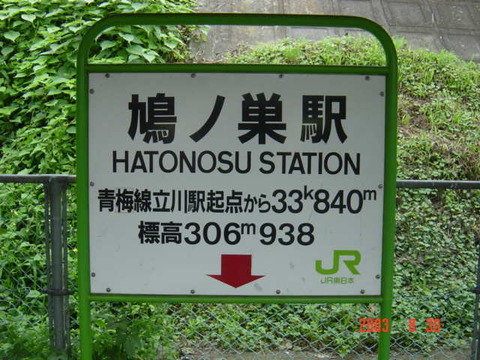 鳩ノ巣駅
HATONOSU STATION
青梅線立川駅起点から33k840m
標高306m938
JR
JR東日本
2003 8 30